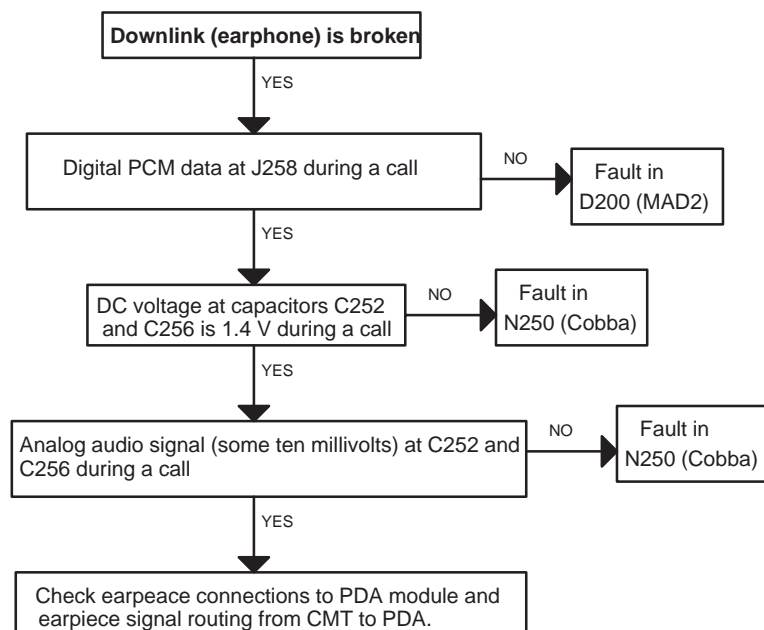 Downlink (earphone) is broken
YES
Digital PCM data at J258 during a call
NO
Fault in
D200 (MAD2)
YES
DC voltage at capacitors C252
and C256 is 1.4 V during a call
NO
Fault in
N250 (Cobba)
YES
Analog audio signal (some ten millivolts) at C252 and
C256 during a call
NO
Fault in
N250 (Cobba)
YES
Check earpeace connections to PDA module and
earpiece signal routing from CMT to PDA.